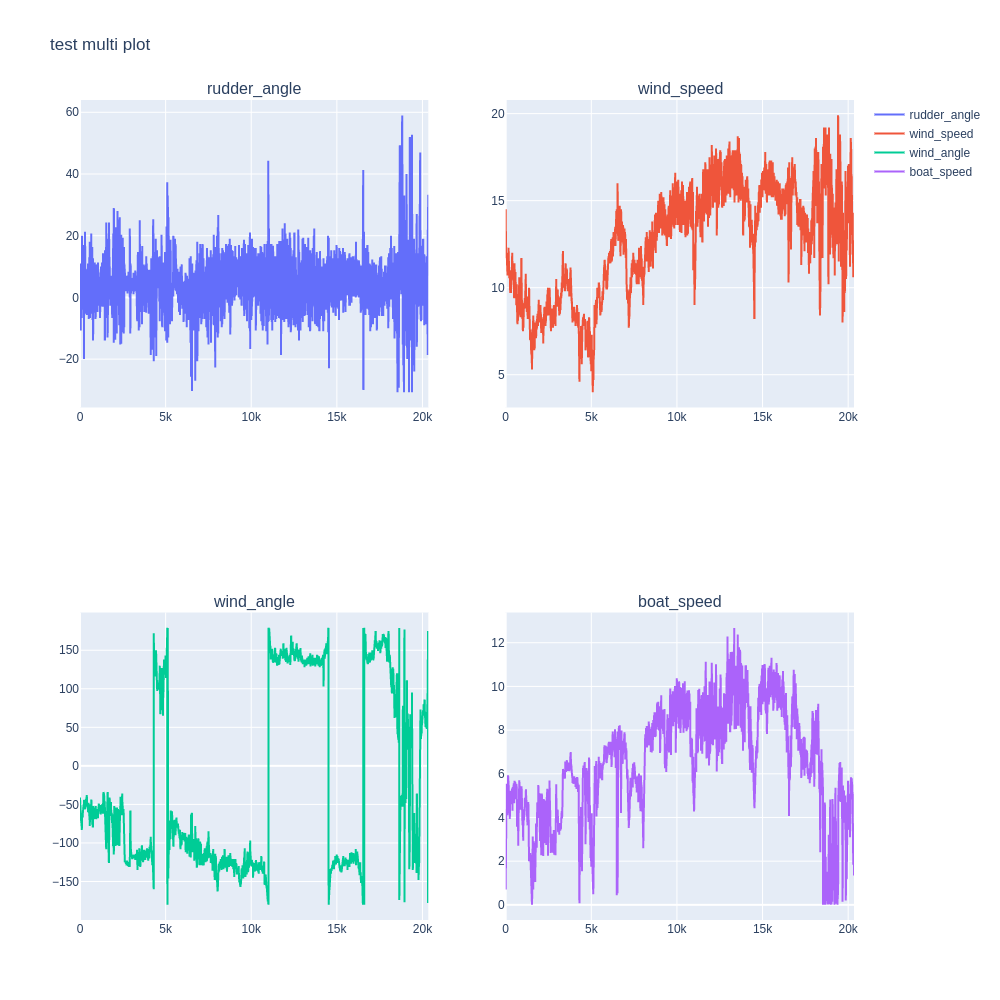 test multi plot
rudder_angle
wind_speed
60
40
20
0
−20
0
5k
10k
15k
20k
20
15
10
5
0
5k
10k
15k
20k
rudder_angle
wind_speed
wind_angle
boat_speed
wind_angle
boat_speed
150
100
50
0
−50
−100
−150
0
5k
10k
15k
20k
12
10
8
6
4
2
0
0
5k
10k
15k
20k